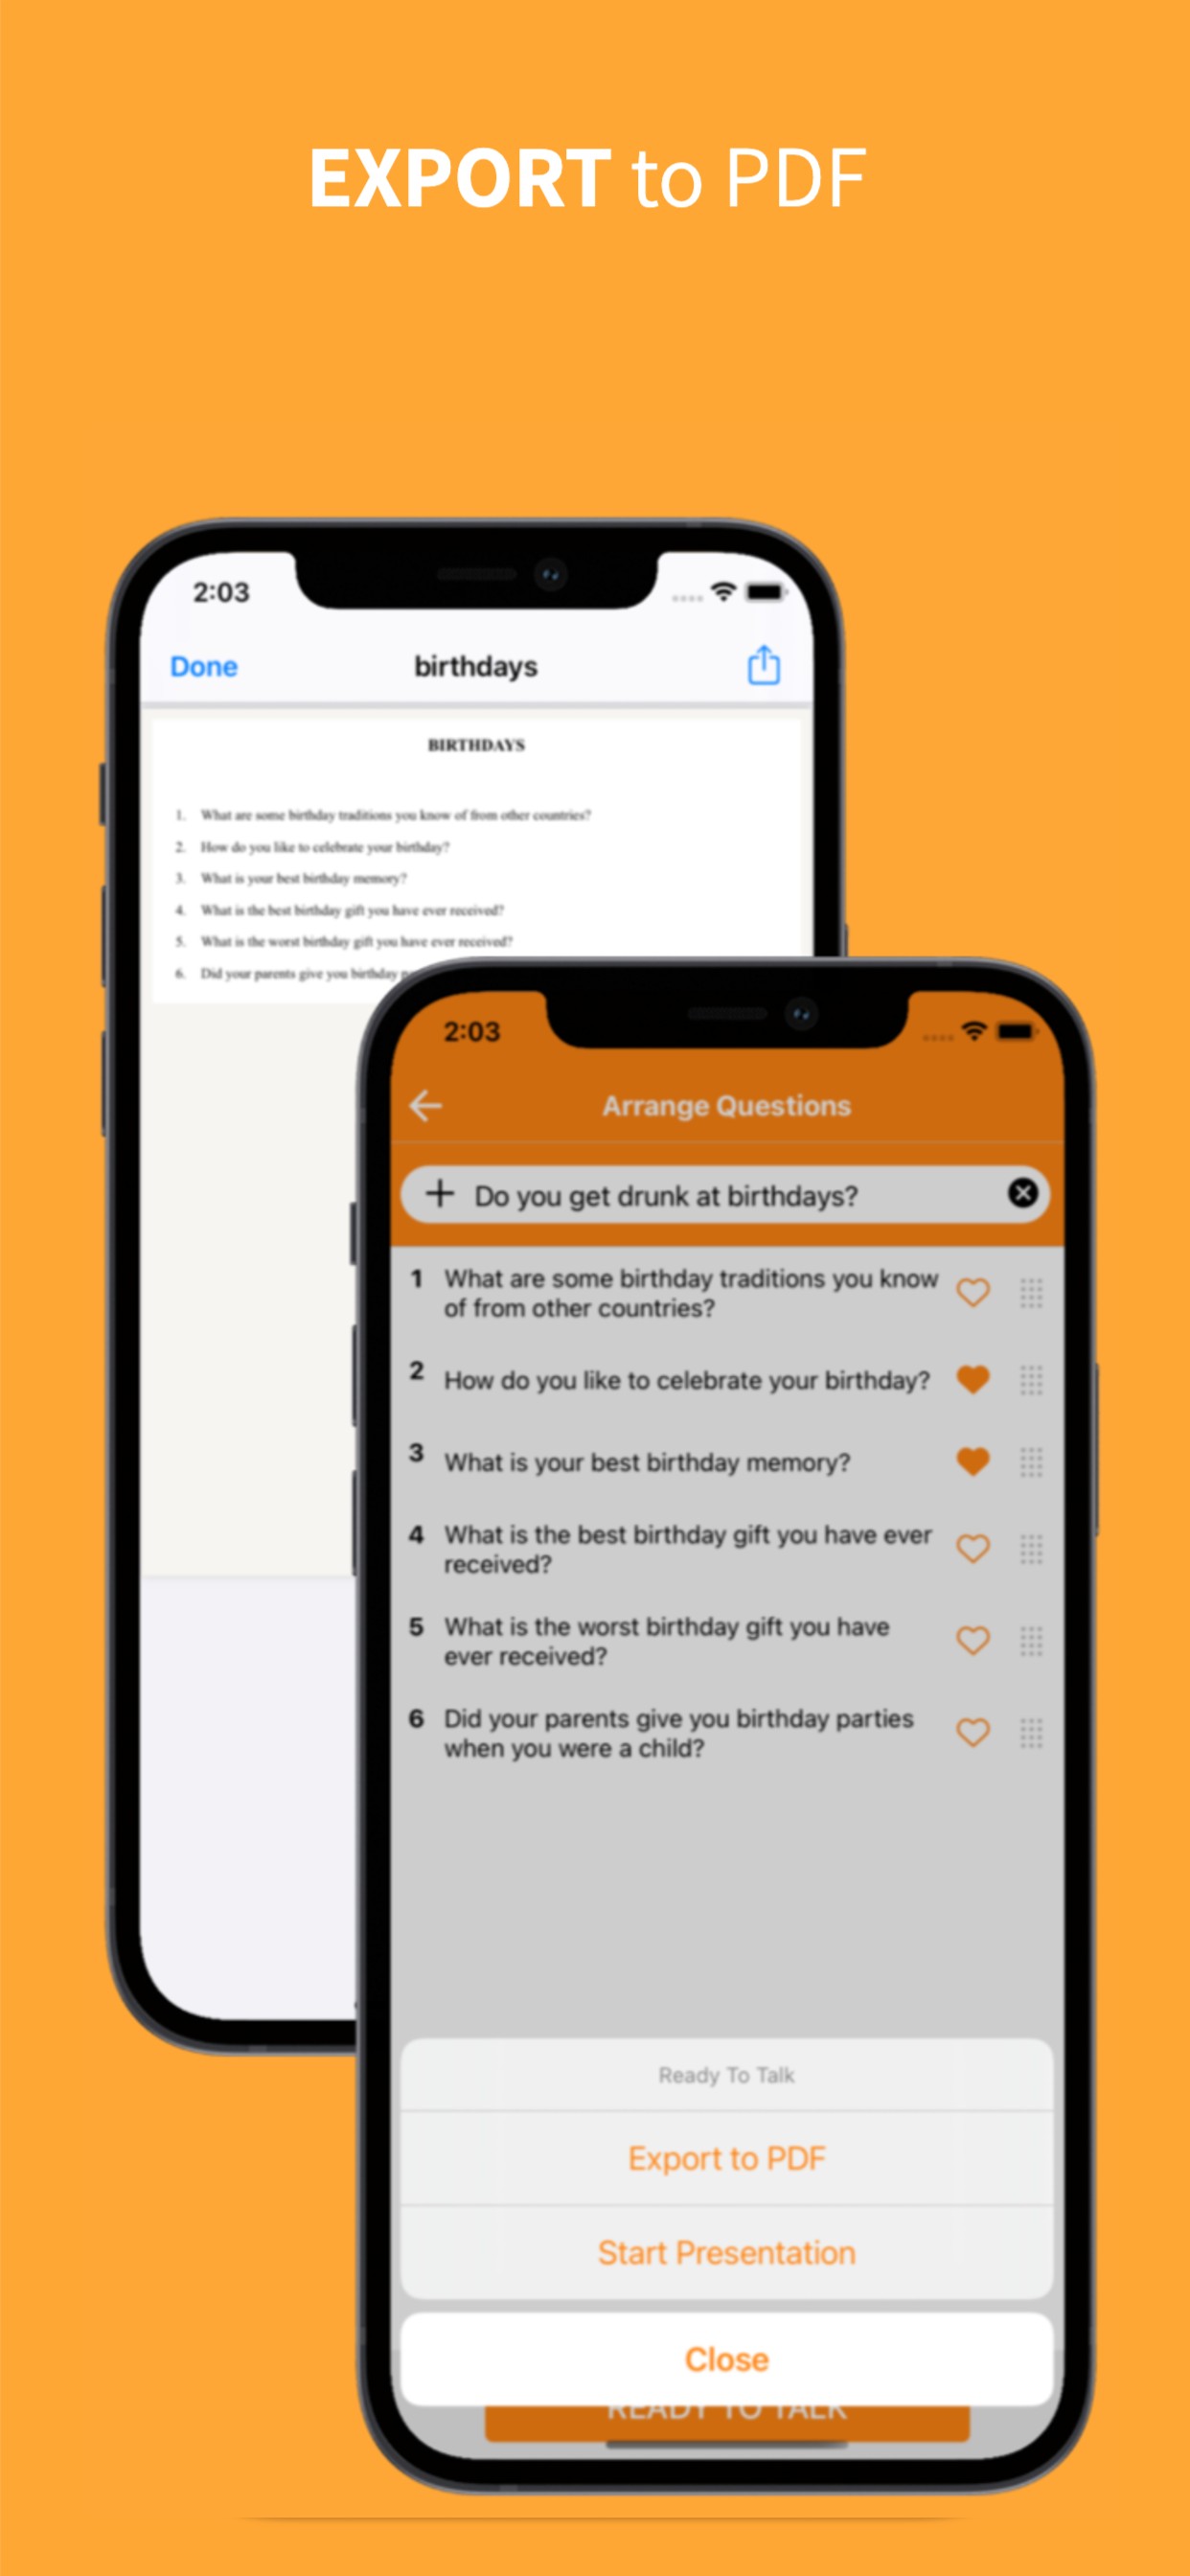 EXPORT to PDF
2:03
Done birthdays
BIRTHDAYS
1. What are some birthday traditions you know of from other countries?
2. How do you like to celebrate your birthday?
3. What is your best birthday memory?
4. What is the best birthday gift you have ever received?
5. What is the worst birthday gift you have ever received?
6. Did your parents give you birthday
2:03
Arrange Questions
+ Do you get drunk at birthdays?
1 What are some birthday traditions you know
of from other countries?
2 How do you like to celebrate your birthday?
3 What is your best birthday memory?
4 What is the best birthday gift you have ever
received?
5 What is the worst birthday gift you have
ever received?
6 Did your parents give you birthday parties
when you were a child?
Ready To Talk
Export to PDF
Start Presentation
Close
READY TO TALK